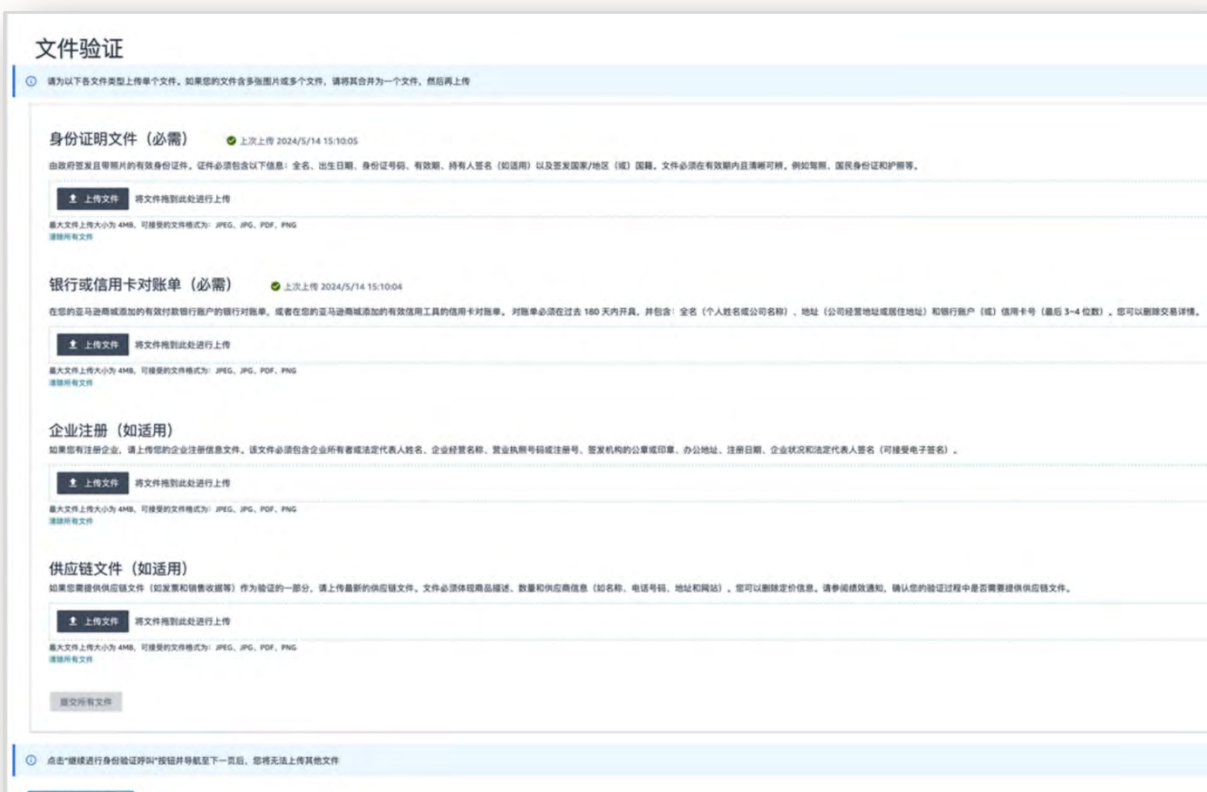 文件验证
请为以下各文件类型上传单个文件。如果您的文件含多张图片或多个文件，请将其合并为一个文件，然后再上传
身份证明文件（必需） 上次上传 2024/5/14 15:10:05
由政府签发且带照片的有效身份证件。证件必须包含以下信息：全名、出生日期、身份证号码、有效期、持有人签名（如适用）以及签发国家/地区（或）国籍。文件必须在有效期内且清晰可辨，例如驾照、国民身份证和护照等。
上传文件 将文件拖到此处进行上传
最大文件上传大小为 4MB，可接受的文件格式为：JPEG、JPG、PDF、PNG
清除所有文件
银行或信用卡对账单（必需） 上次上传 2024/5/14 15:10:04
在您的亚马逊商城添加的有效付款银行账户的银行对账单，或者在您的亚马逊商城添加的有效信用工具的信用卡对账单。 对账单必须在过去 180 天内开具，并包含：全名（个人姓名或公司名称）、地址（公司经营地址或居住地址）和银行账户（或）信用卡号（最后 3-4 位数）。您可以删除交易详情。
上传文件 将文件拖到此处进行上传
最大文件上传大小为 4MB，可接受的文件格式为：JPEG、JPG、PDF、PNG
清除所有文件
企业注册（如适用）
如果您有注册企业，请上传您的企业注册信息文件。该文件必须包含企业所有者或法定代表人姓名、企业经营名称、营业执照号码或注册号、签发机构的公章或印章、办公地址、注册日期、企业状况和法定代表人签名（可接受电子签名）。
上传文件 将文件拖到此处进行上传
最大文件上传大小为 4MB，可接受的文件格式为：JPEG、JPG、PDF、PNG
清除所有文件
供应链文件（如适用）
如果您需提供供应链文件（如发票和销售收据等）作为验证的一部分，请上传最新的供应链文件。文件必须体现商品描述、数量和供应商信息（如名称、电话号码、地址和网站）。您可以删除定价信息。请参阅绩效通知，确认您的验证过程中是否需要提供供应链文件。
上传文件 将文件拖到此处进行上传
最大文件上传大小为 4MB，可接受的文件格式为：JPEG、JPG、PDF、PNG
清除所有文件
提交所有文件
点击“继续进行身份验证呼叫”按钮并导航至下一页后，您将无法上传其他文件